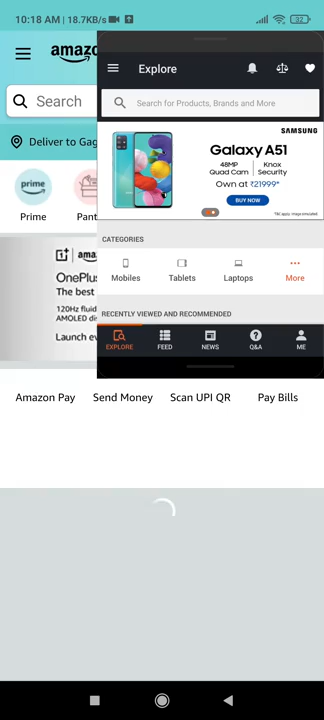 10:18 AM | 18.7KB/s
32
amazo
Explore
Search
Search for Products, Brands and More
Deliver to Gag
SAMSUNG
Galaxy A51
48MP
Quad Cam
Knox
Security
Own at ₹21999*
BUY NOW
prime
Prime
Pant
CATEGORIES
Mobiles
Tablets
Laptops
More
RECENTLY VIEWED AND RECOMMENDED
EXPLORE
FEED
NEWS
Q&A
ME
ama
OnePlus
The best
120Hz fluid
AMOLED dis
Launch ev
Amazon Pay
Send Money
Scan UPI QR
Pay Bills